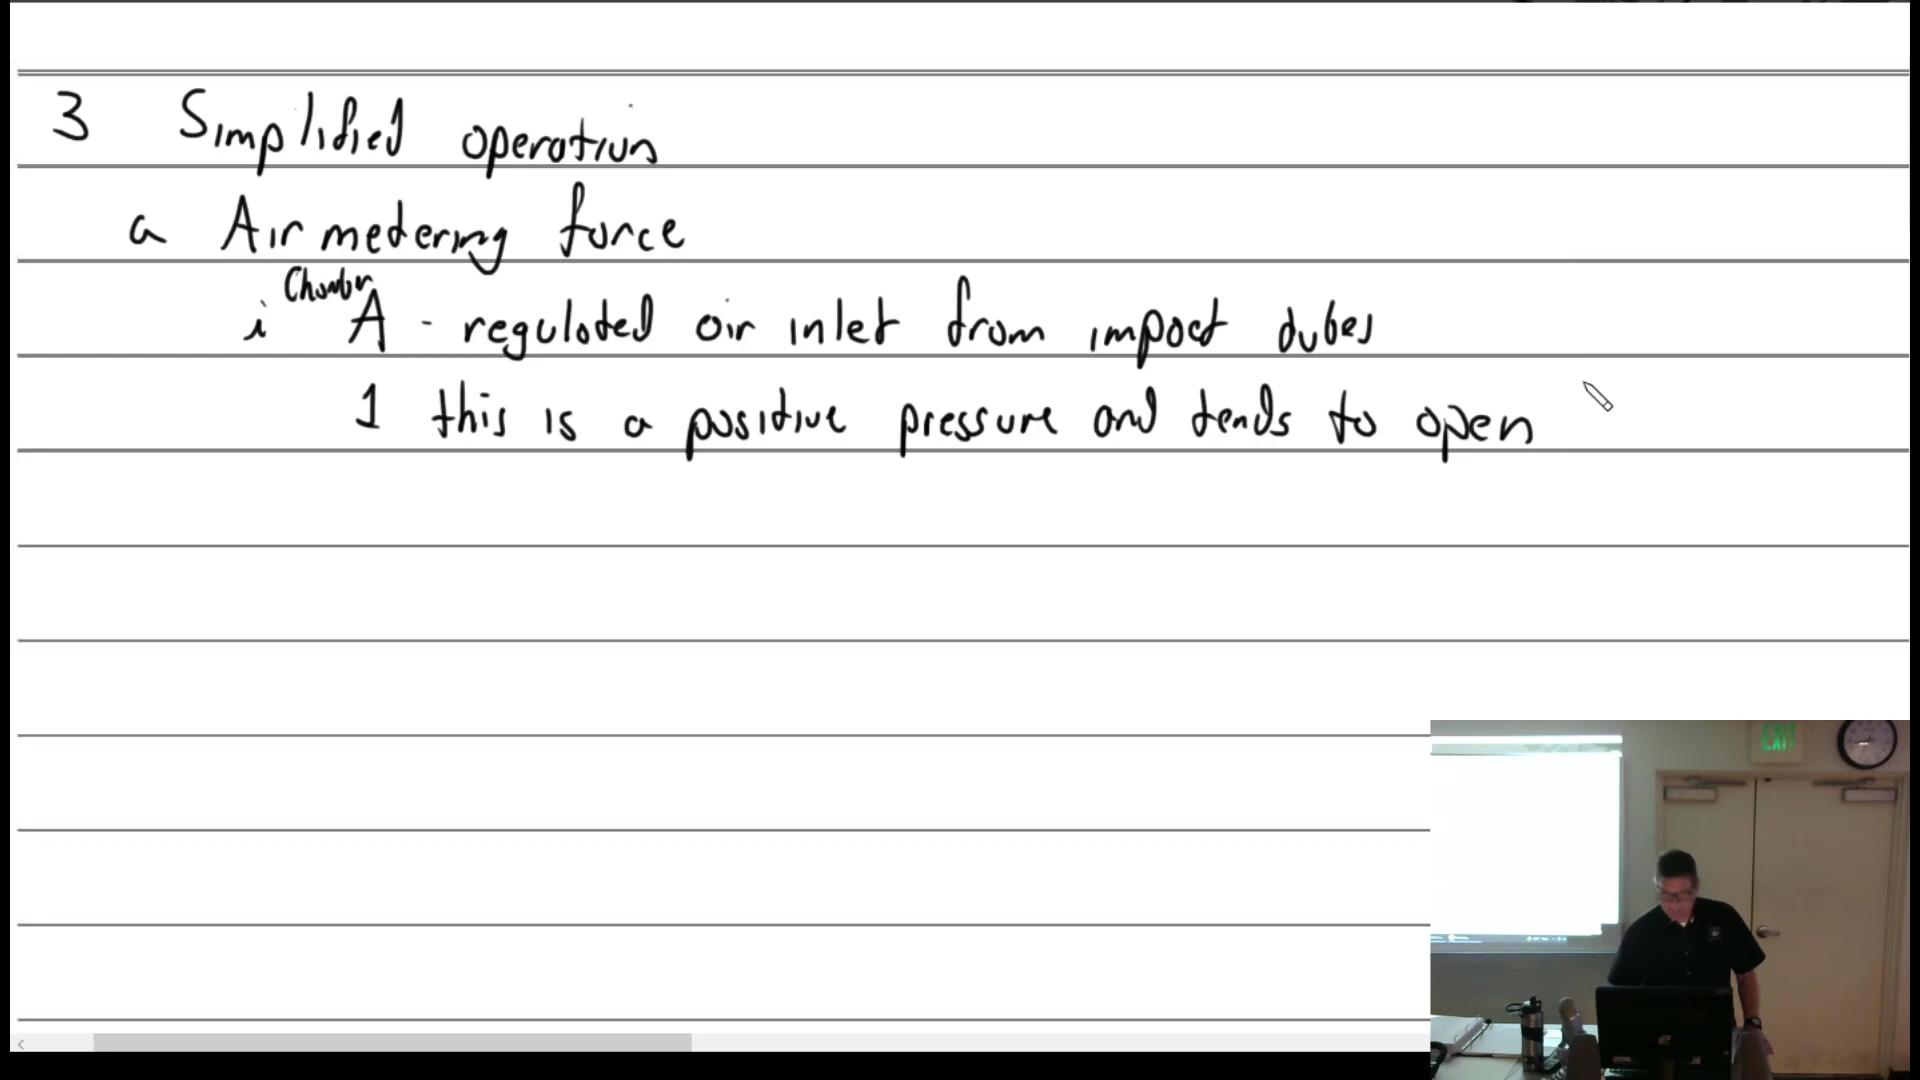 3 Simplified operation
a Air metering force
i Chamber A - regulated air inlet from impact tubes
1 this is a positive pressure and tends to open
EXIT